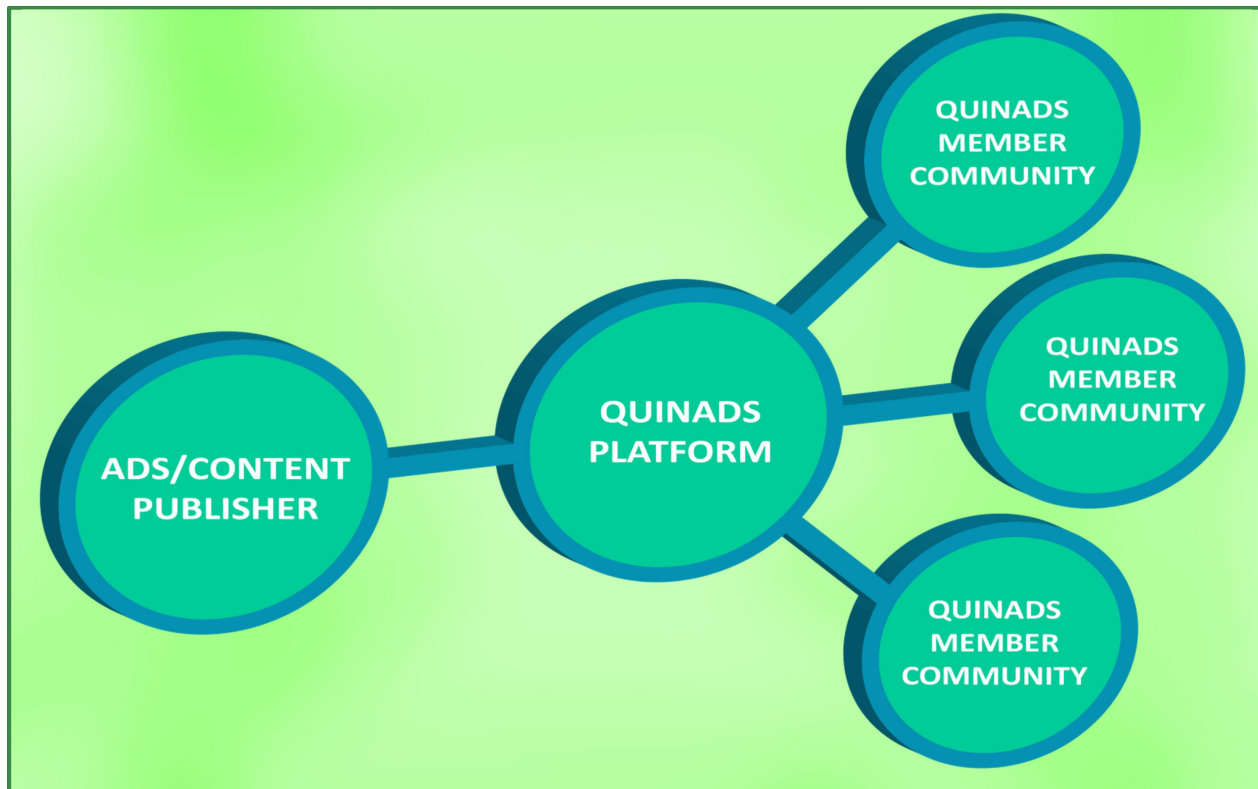 ADS/CONTENT
PUBLISHER
QUINADS
PLATFORM
QUINADS
MEMBER
COMMUNITY
QUINADS
MEMBER
COMMUNITY
QUINADS
MEMBER
COMMUNITY